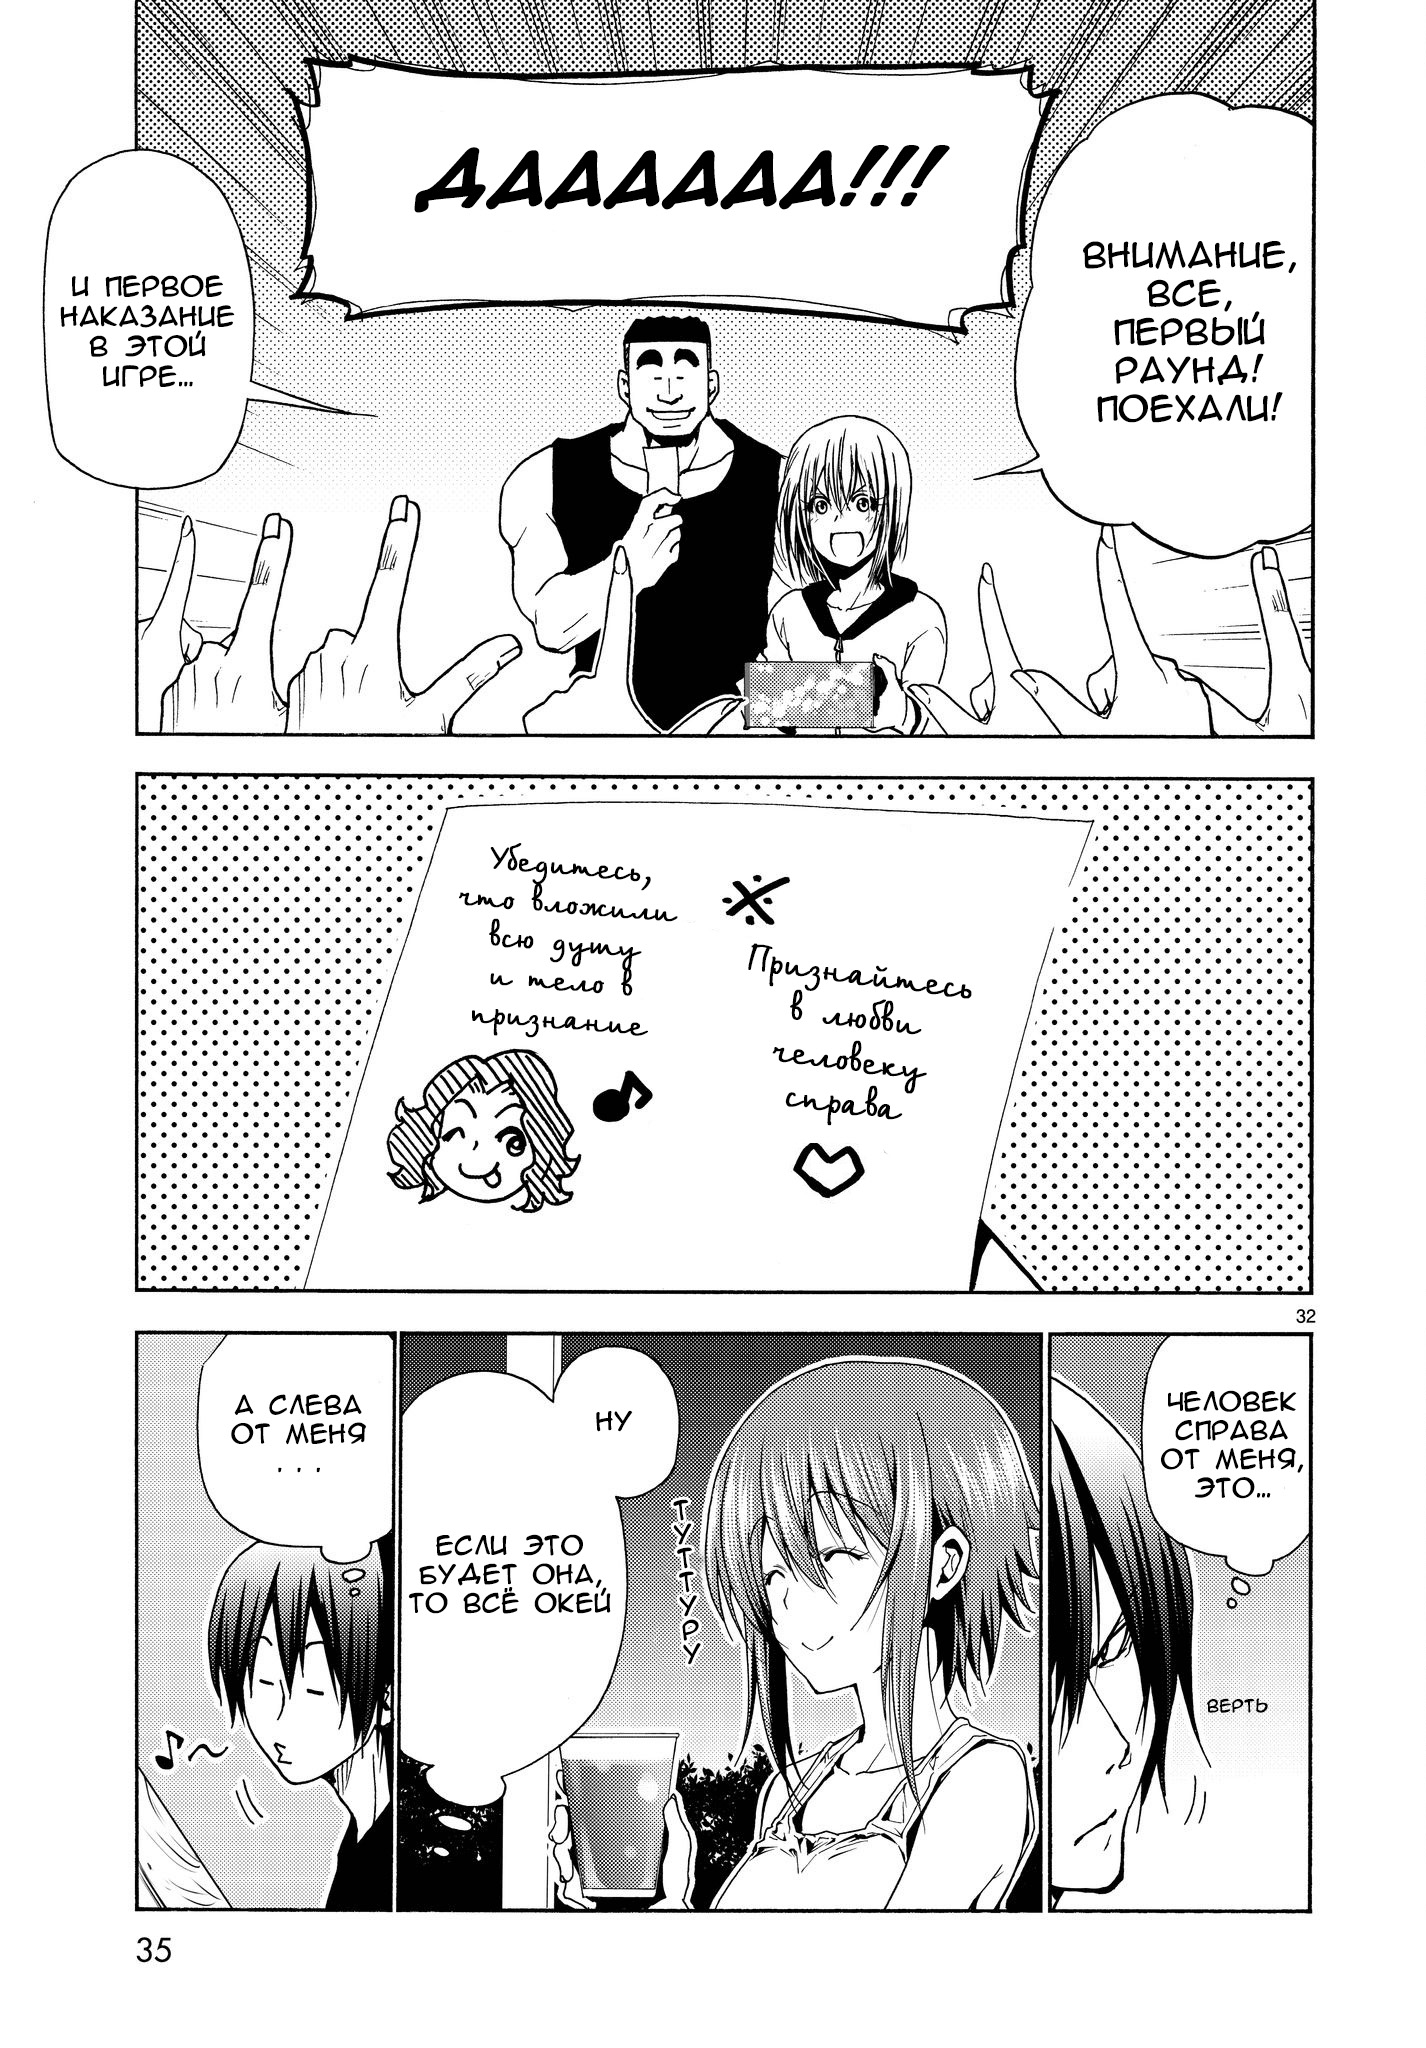 ВНИМАНИЕ,
ВСЕ,
ПЕРВЫЙ
РАУНД!
ПОЕХАЛИ!
ДААААААА!!!
И ПЕРВОЕ
НАКАЗАНИЕ
В ЭТОЙ
ИГРЕ...
※
Признайтесь
в любви
человеку
справа
Убедитесь,
что вложили
всю душу
и тело в
признание
32
ЧЕЛОВЕК
СПРАВА
ОТ МЕНЯ,
ЭТО...
ВЕРТЬ
НУ
ЕСЛИ ЭТО
БУДЕТ ОНА,
ТО ВСЁ ОКЕЙ
ТУТТУРУ
А СЛЕВА
ОТ МЕНЯ
...
35